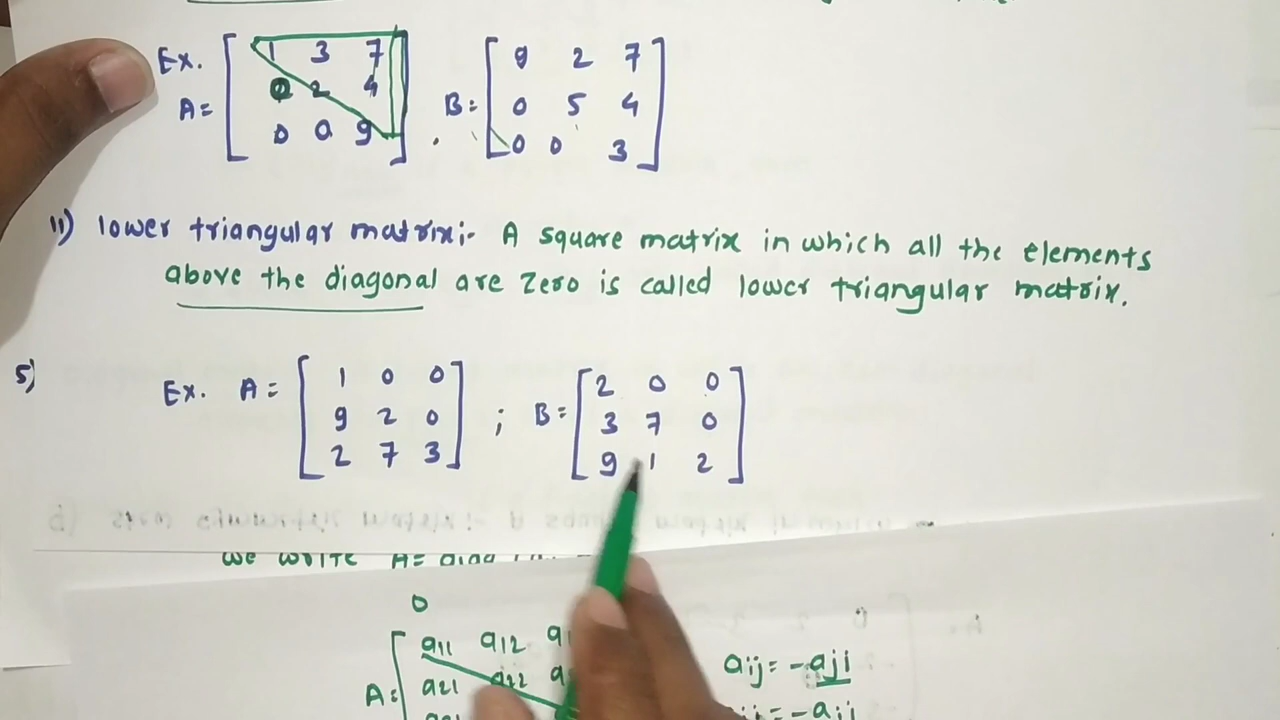 Ex.
A= [ 1 3 7
0 2 4
0 0 9 ] . B= [ 9 2 7
0 5 4
0 0 3 ]
11) lower triangular matrix:- A square matrix in which all the elements
above the diagonal are zero is called lower triangular matrix.
5)
Ex. A= [ 1 0 0
9 2 0
2 7 3 ] ; B= [ 2 0 0
3 7 0
9 1 2 ]
we write A=
0
A= [ a11 a12
a21 a22
aij = -aji